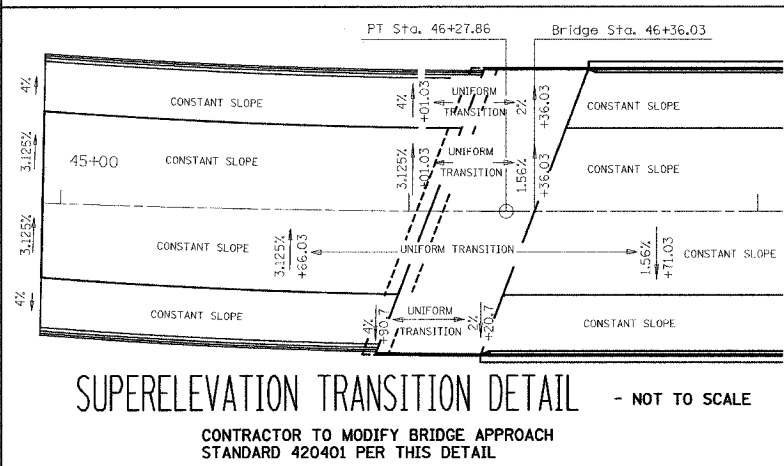 PT Sta. 46+27.86
Bridge Sta. 46+36.03
4%
CONSTANT SLOPE
4%
+01.03
UNIFORM
TRANSITION
2%
+36.03
CONSTANT SLOPE
3.125%
45+00
CONSTANT SLOPE
3.125%
+01.03
UNIFORM
TRANSITION
1.56%
+36.03
CONSTANT SLOPE
3.125%
CONSTANT SLOPE
3.125%
+66.03
UNIFORM TRANSITION
1.56%
+71.03
CONSTANT SLOPE
4%
CONSTANT SLOPE
4%
+90.7
UNIFORM
TRANSITION
2%
+20.7
CONSTANT SLOPE
SUPERELEVATION TRANSITION DETAIL - NOT TO SCALE
CONTRACTOR TO MODIFY BRIDGE APPROACH
STANDARD 420401 PER THIS DETAIL